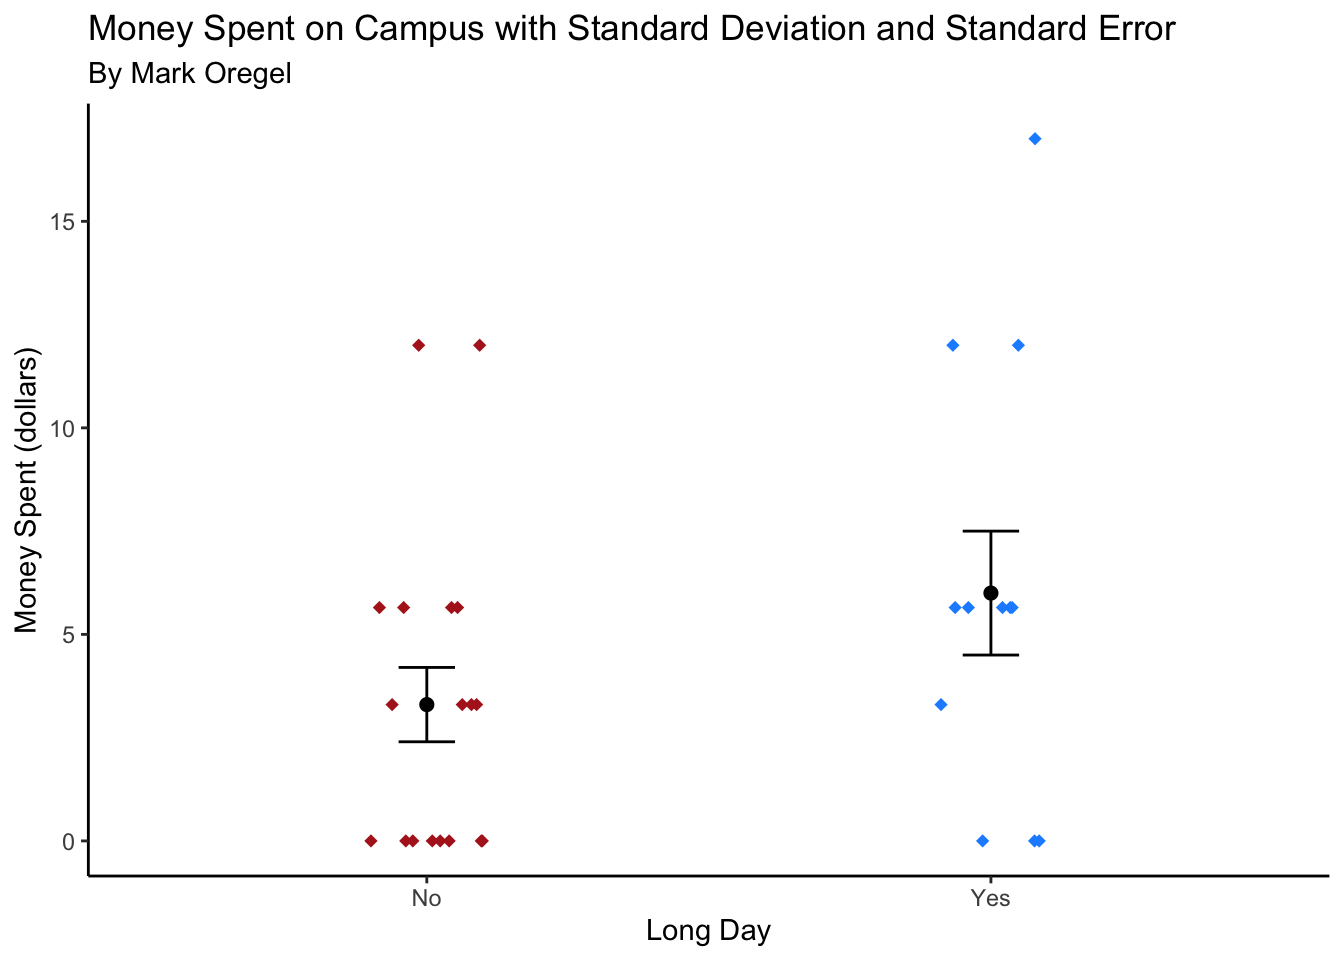 Money Spent on Campus with Standard Deviation and Standard Error
By Mark Oregel
15
10
5
0
Money Spent (dollars)
No Yes
Long Day